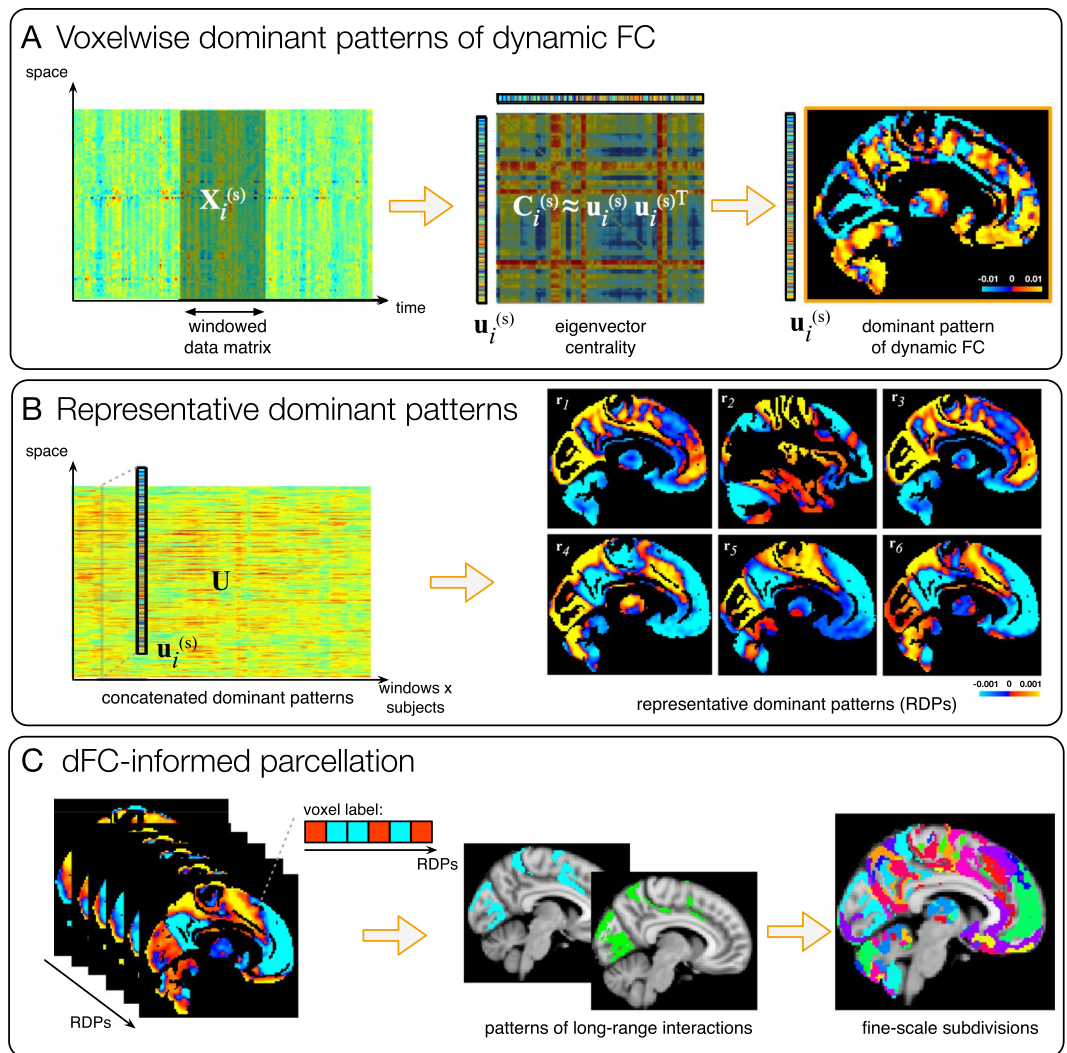 A Voxelwise dominant patterns of dynamic FC
space
X_i^(s)
time
windowed
data matrix
C_i^(s) ≈ u_i^(s) u_i^(s)T
u_i^(s)
eigenvector
centrality
-0.01 0 0.01
u_i^(s)
dominant pattern
of dynamic FC
B Representative dominant patterns
space
U
u_i^(s)
concatenated dominant patterns
windows x
subjects
r1
r2
r3
r4
r5
r6
-0.001 0 0.001
representative dominant patterns (RDPs)
C dFC-informed parcellation
voxel label:
RDPs
RDPs
patterns of long-range interactions
fine-scale subdivisions